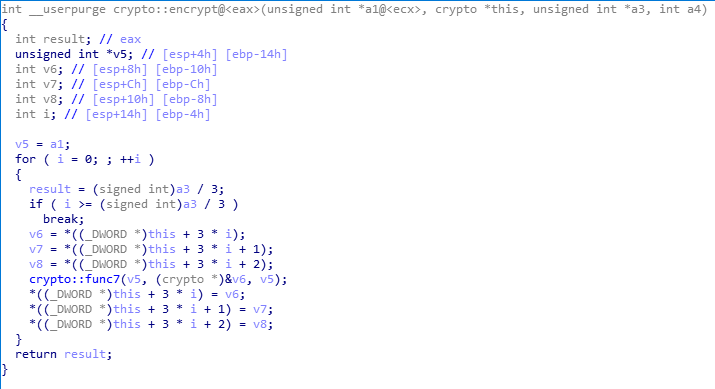 int __userpurge crypto::encrypt@<eax>(unsigned int *a1@<ecx>, crypto *this, unsigned int *a3, int a4)
{
  int result; // eax
  unsigned int *v5; // [esp+4h] [ebp-14h]
  int v6; // [esp+8h] [ebp-10h]
  int v7; // [esp+Ch] [ebp-Ch]
  int v8; // [esp+10h] [ebp-8h]
  int i; // [esp+14h] [ebp-4h]

  v5 = a1;
  for ( i = 0; ; ++i )
  {
    result = (signed int)a3 / 3;
    if ( i >= (signed int)a3 / 3 )
      break;
    v6 = *((_DWORD *)this + 3 * i);
    v7 = *((_DWORD *)this + 3 * i + 1);
    v8 = *((_DWORD *)this + 3 * i + 2);
    crypto::func7(v5, (crypto *)&v6, v5);
    *((_DWORD *)this + 3 * i) = v6;
    *((_DWORD *)this + 3 * i + 1) = v7;
    *((_DWORD *)this + 3 * i + 2) = v8;
  }
  return result;
}